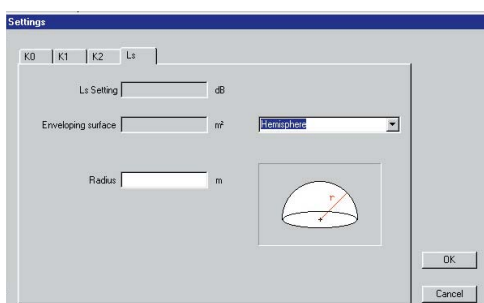 Settings
K0 K1 K2 Ls
Ls Setting dB
Enveloping surface m² Hemisphere
Radius m
r
OK
Cancel